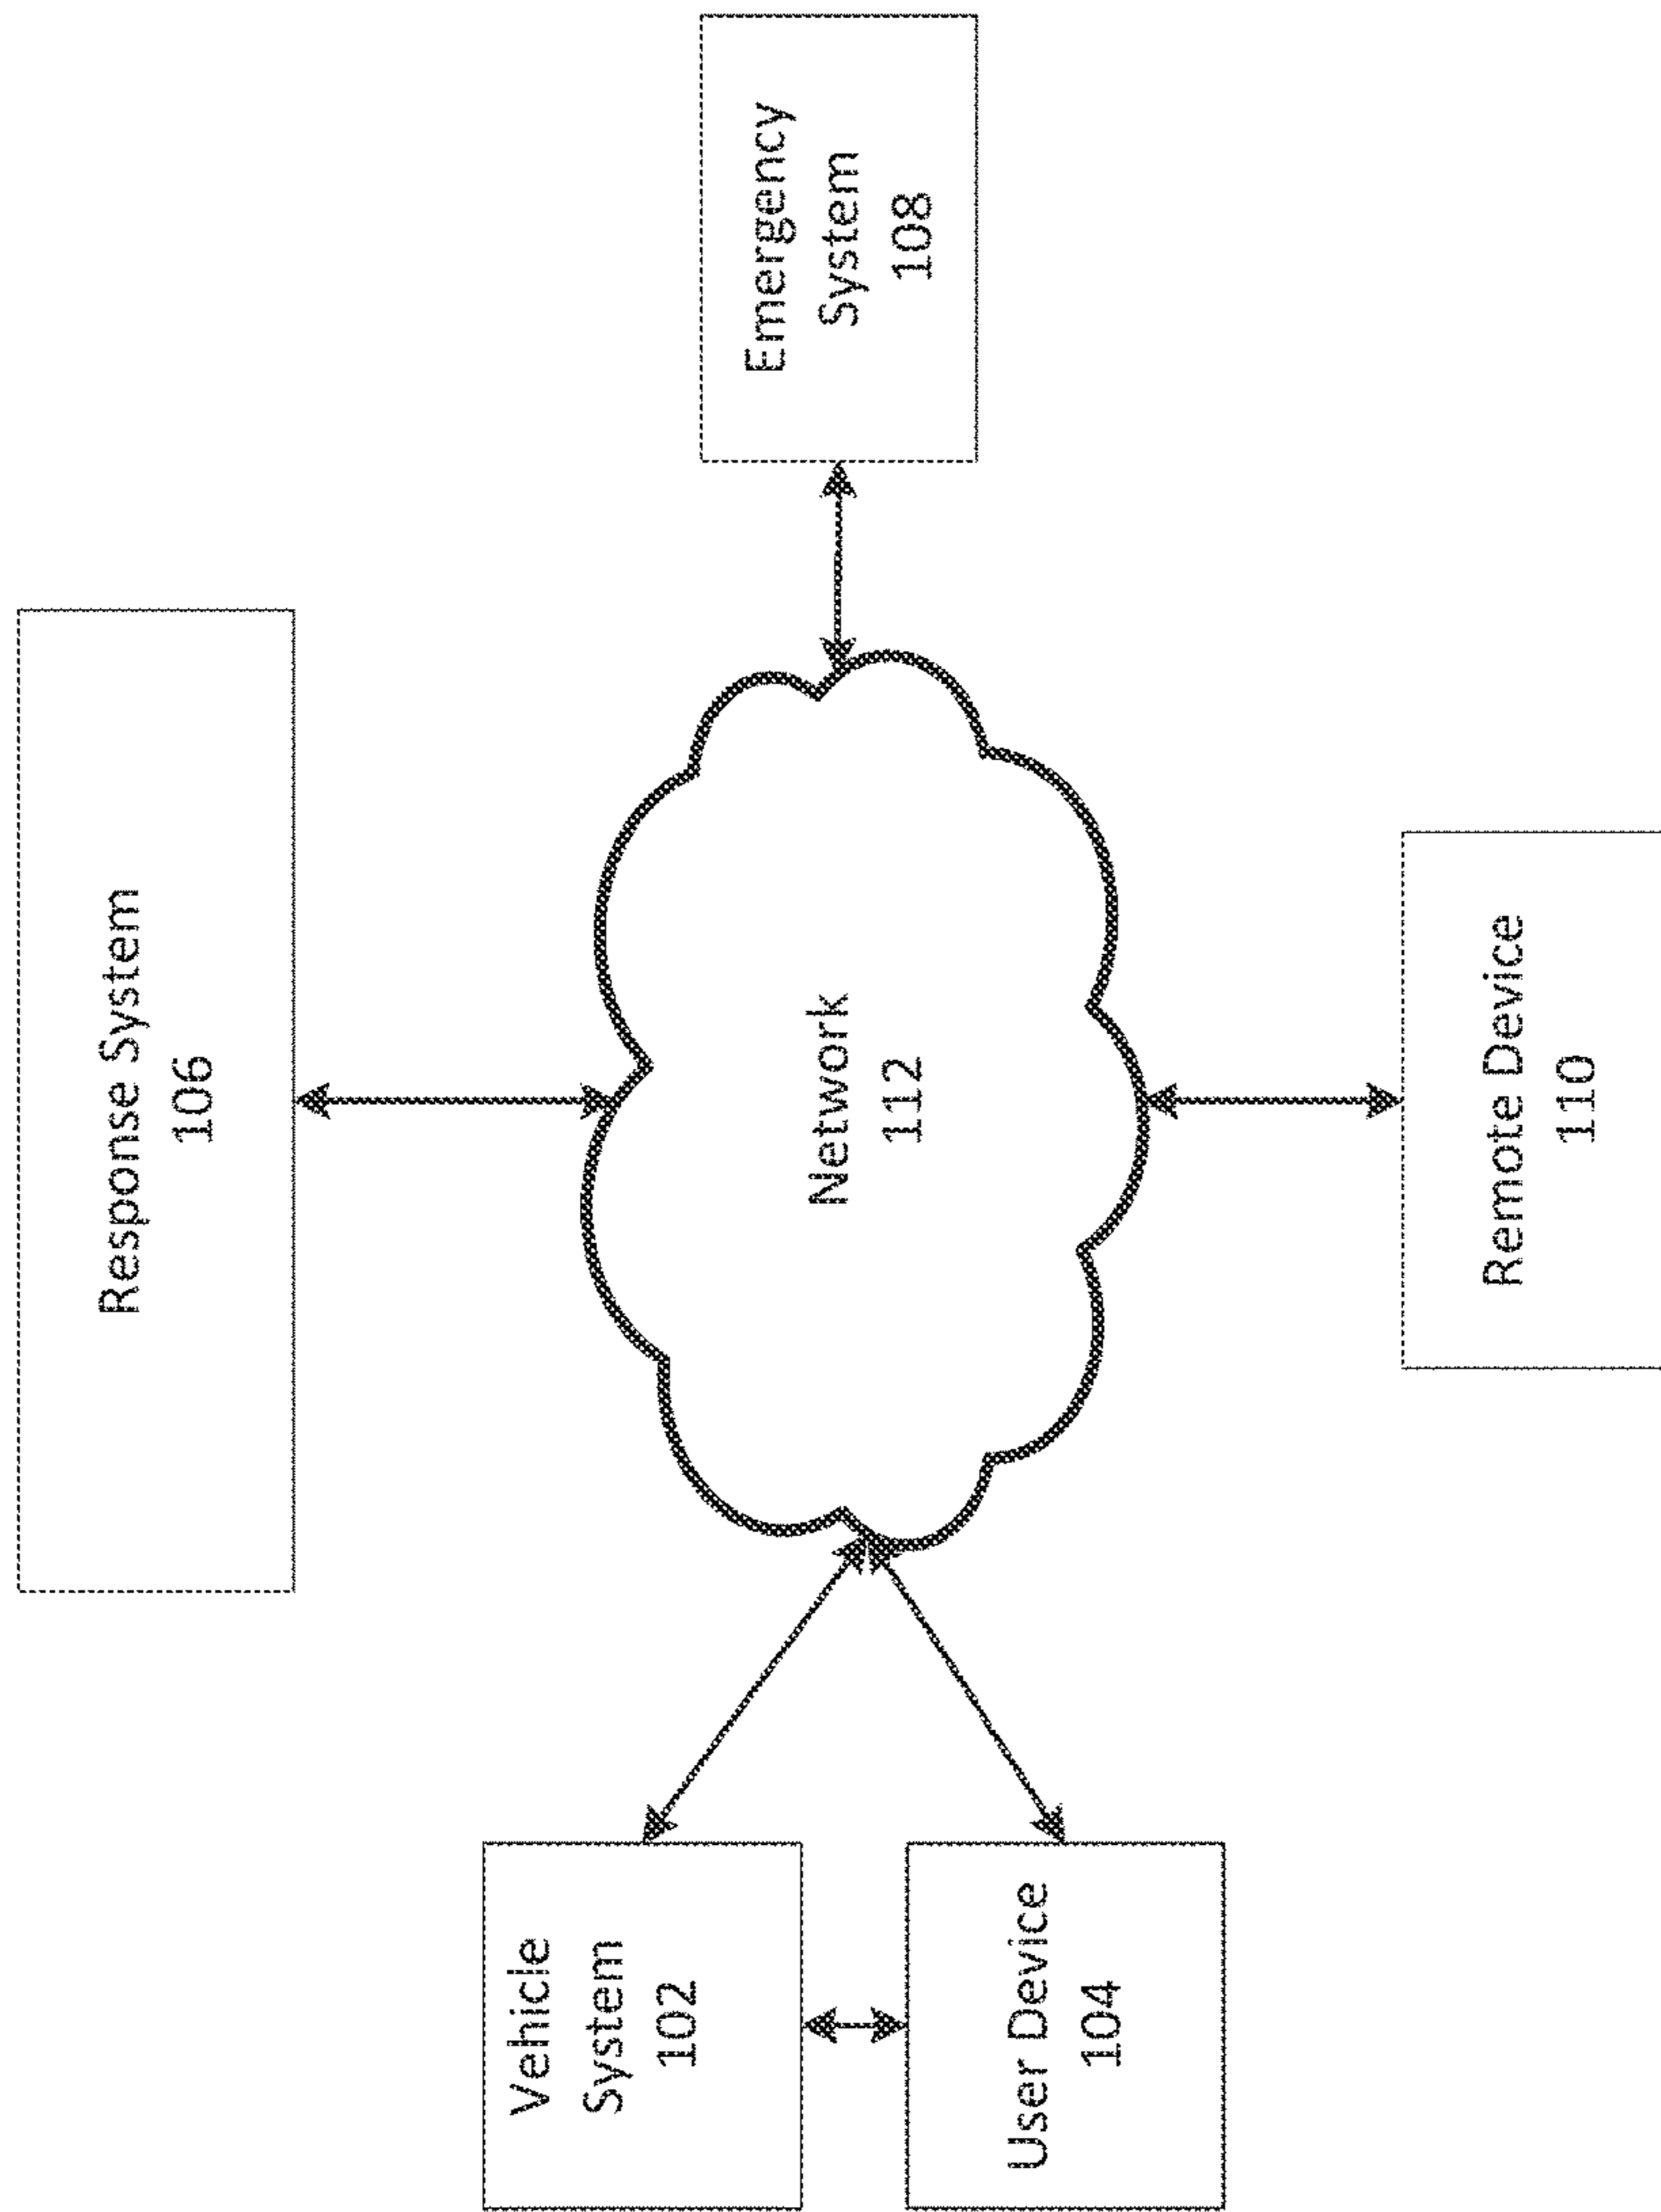 Response System
106
Vehicle
System
102
User Device
104
Network
112
Emergency
System
108
Remote Device
110